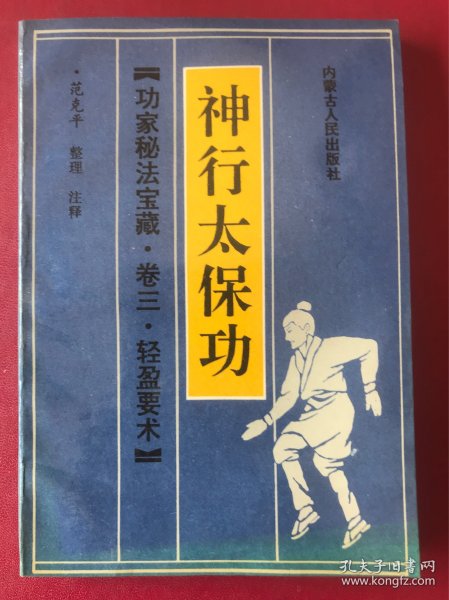 内蒙古人民出版社
神行太保功
【功家秘法宝藏·卷三·轻盈要术】
·范克平 整理 注释
孔夫子旧书网
www.kongfz.com